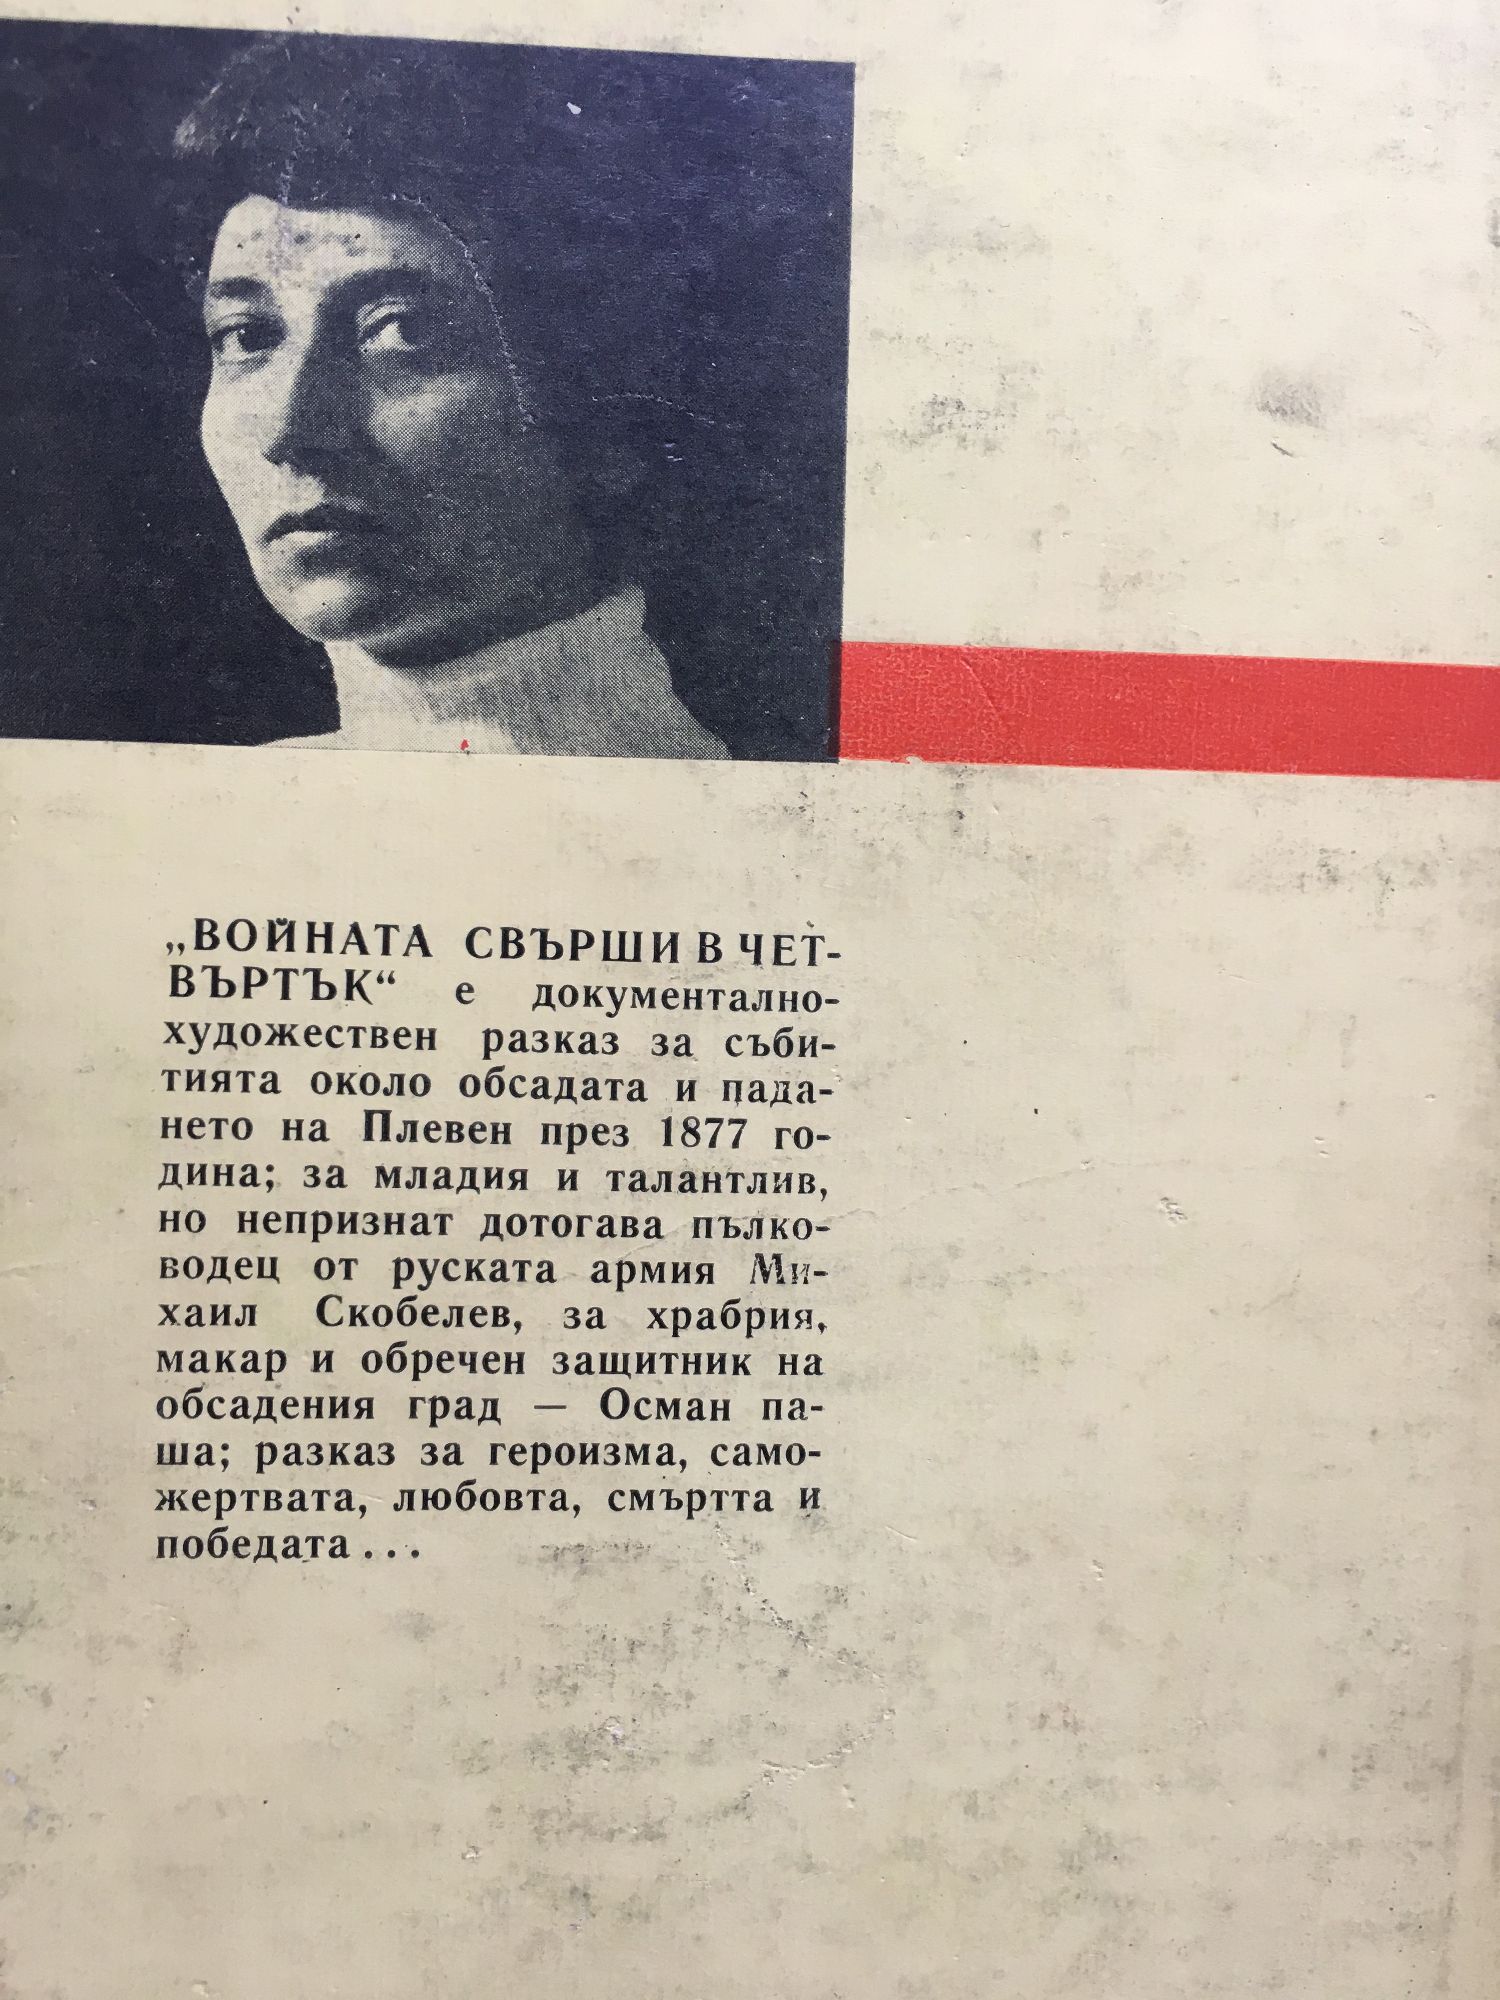 „ВОЙНАТА СВЪРШИ В ЧЕТ-
ВЪРТЪК“ е документално-
художествен разказ за съби-
тията около обсадата и пада-
нето на Плевен през 1877 го-
дина; за младия и талантлив,
но непризнат дотогава пълко-
водец от руската армия Ми-
хаил Скобелев, за храбрия,
макар и обречен защитник на
обсадения град — Осман па-
ша; разказ за героизма, само-
жертвата, любовта, смъртта и
победата...